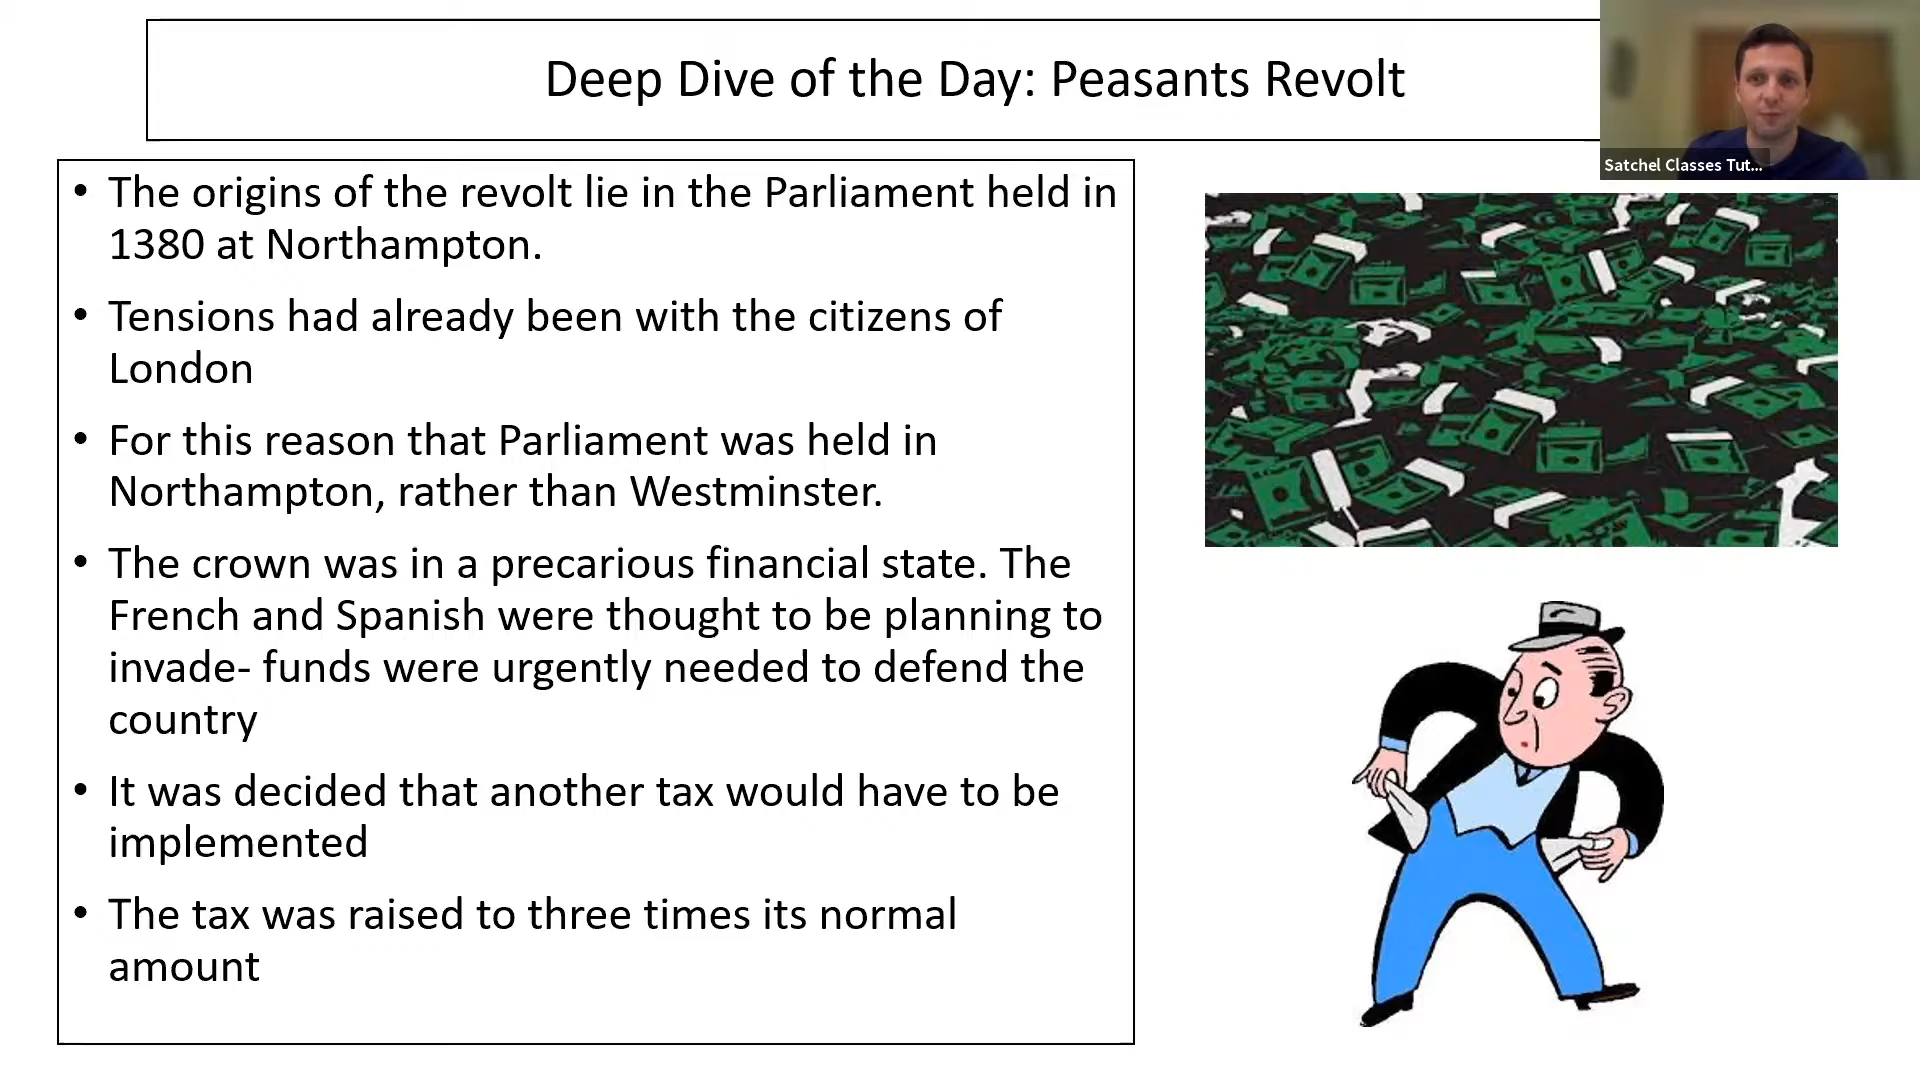 Deep Dive of the Day: Peasants Revolt
Satchel Classes Tut...
• The origins of the revolt lie in the Parliament held in
1380 at Northampton.
• Tensions had already been with the citizens of
London
• For this reason that Parliament was held in
Northampton, rather than Westminster.
• The crown was in a precarious financial state. The
French and Spanish were thought to be planning to
invade- funds were urgently needed to defend the
country
• It was decided that another tax would have to be
implemented
• The tax was raised to three times its normal
amount